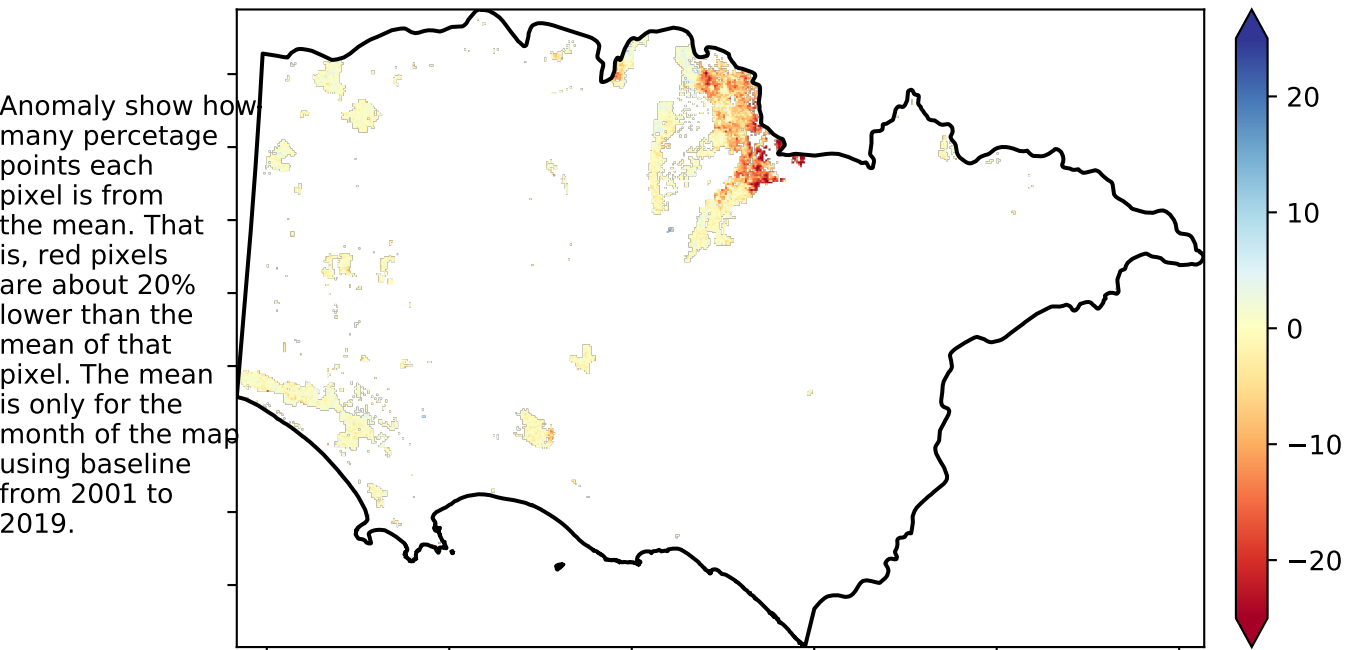 Anomaly show how
many percetage
points each
pixel is from
the mean. That
is, red pixels
are about 20%
lower than the
mean of that
pixel. The mean
is only for the
month of the map
using baseline
from 2001 to
2019.
20
10
0
−10
−20